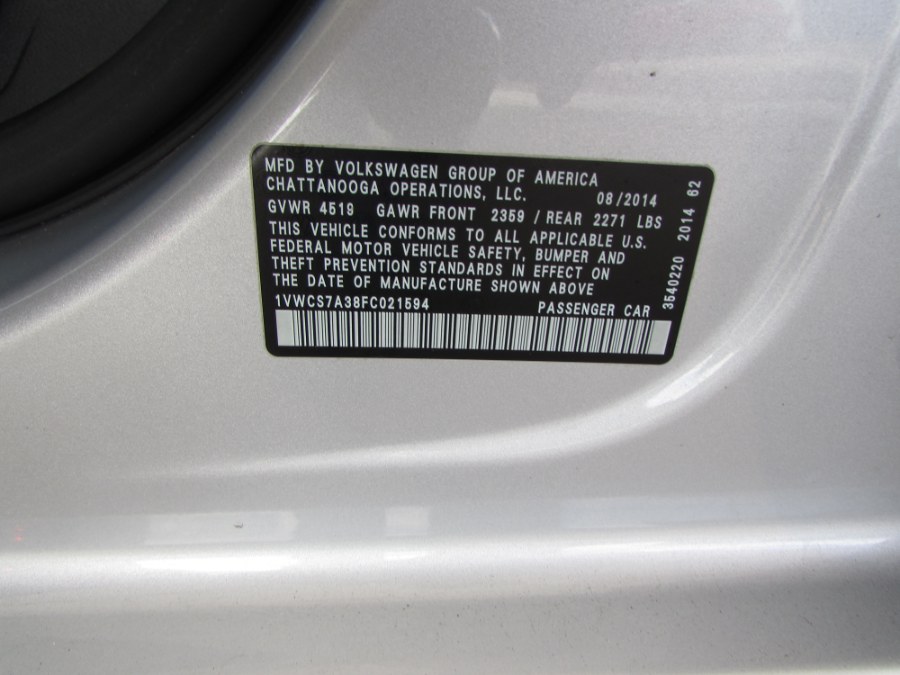 MFD BY VOLKSWAGEN GROUP OF AMERICA
CHATTANOOGA OPERATIONS, LLC. 08/2014
GVWR 4519 GAWR FRONT 2359 / REAR 2271 LBS
THIS VEHICLE CONFORMS TO ALL APPLICABLE U.S.
FEDERAL MOTOR VEHICLE SAFETY, BUMPER AND
THEFT PREVENTION STANDARDS IN EFFECT ON
THE DATE OF MANUFACTURE SHOWN ABOVE
1VWCS7A38FC021594 PASSENGER CAR
3540220 2014 62